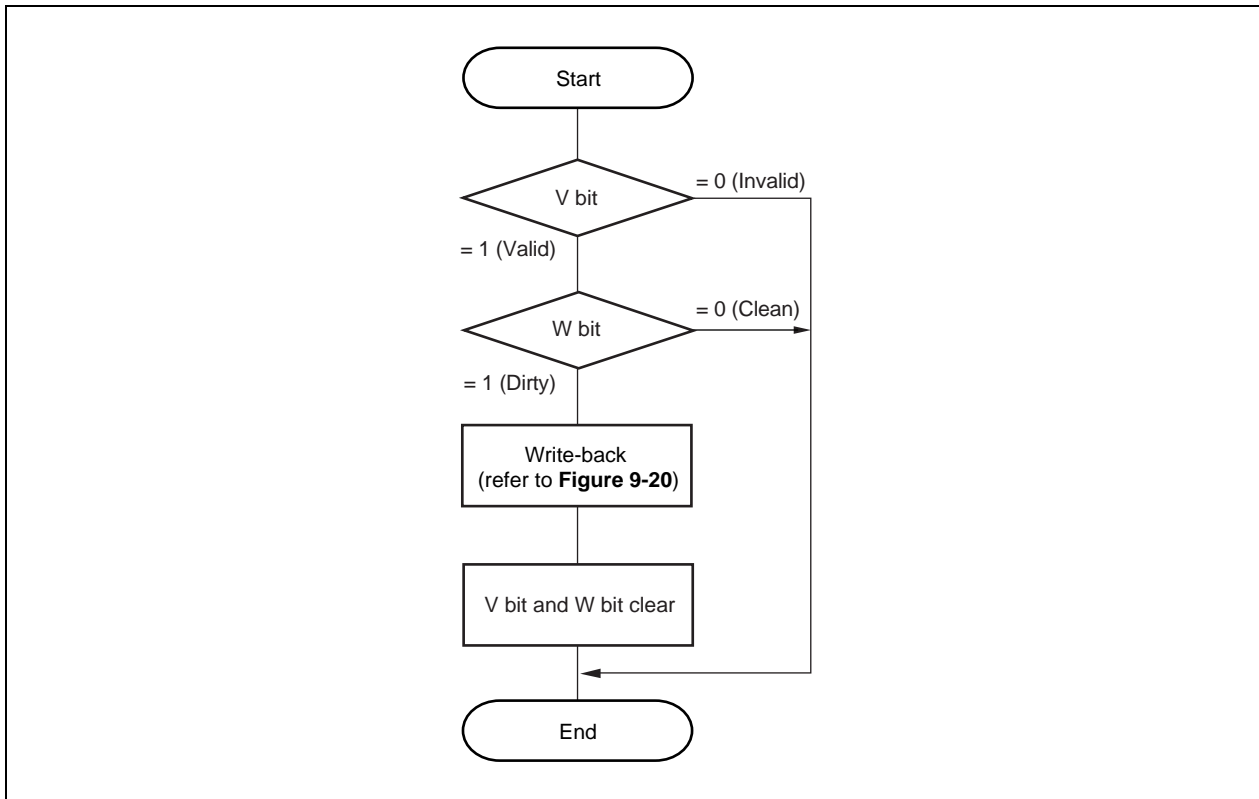 Start
V bit
= 0 (Invalid)
= 1 (Valid)
W bit
= 0 (Clean)
= 1 (Dirty)
Write-back
(refer to Figure 9-20)
V bit and W bit clear
End